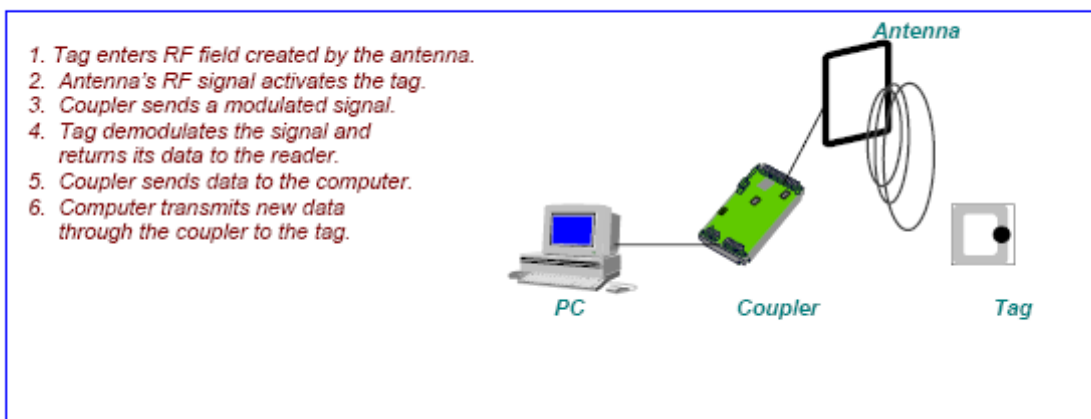 1. Tag enters RF field created by the antenna.
2. Antenna's RF signal activates the tag.
3. Coupler sends a modulated signal.
4. Tag demodulates the signal and
returns its data to the reader.
5. Coupler sends data to the computer.
6. Computer transmits new data
through the coupler to the tag.
Antenna
PC
Coupler
Tag